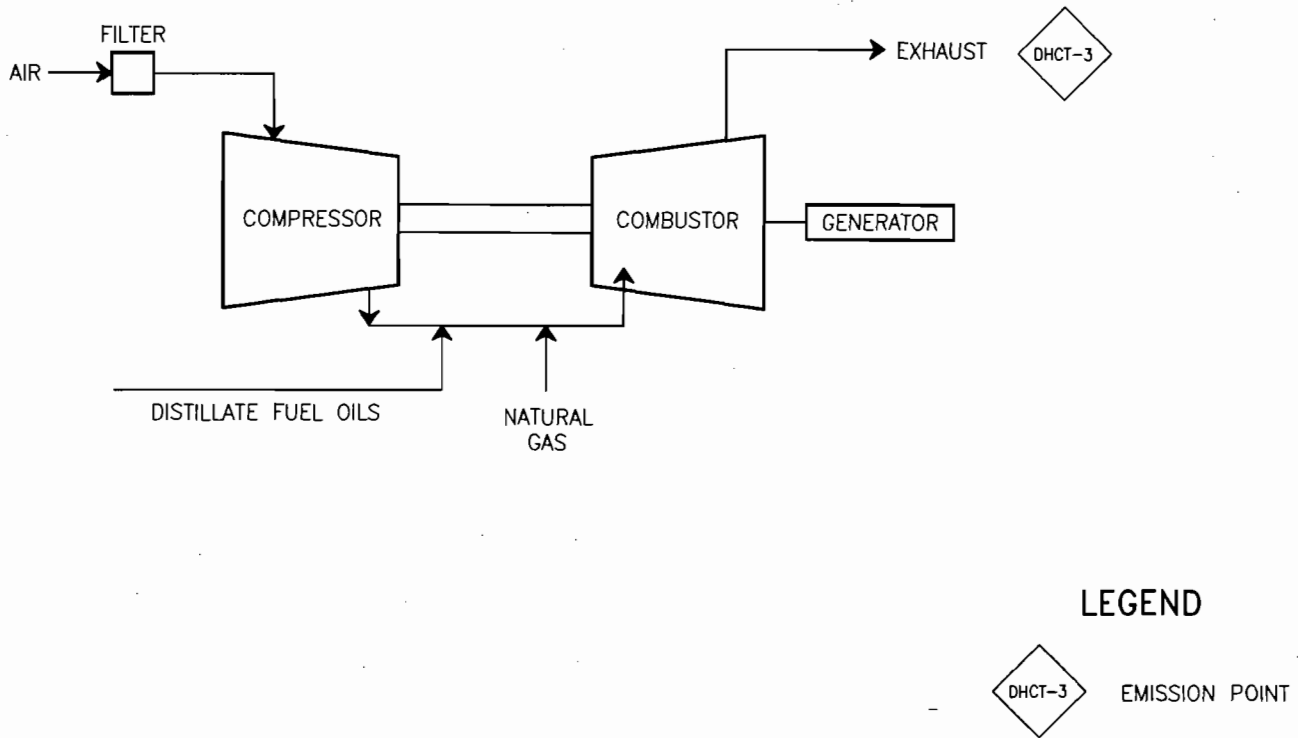 FILTER
AIR
EXHAUST
DHCT-3
COMPRESSOR
COMBUSTOR
GENERATOR
DISTILLATE FUEL OILS
NATURAL
GAS
LEGEND
DHCT-3
EMISSION POINT